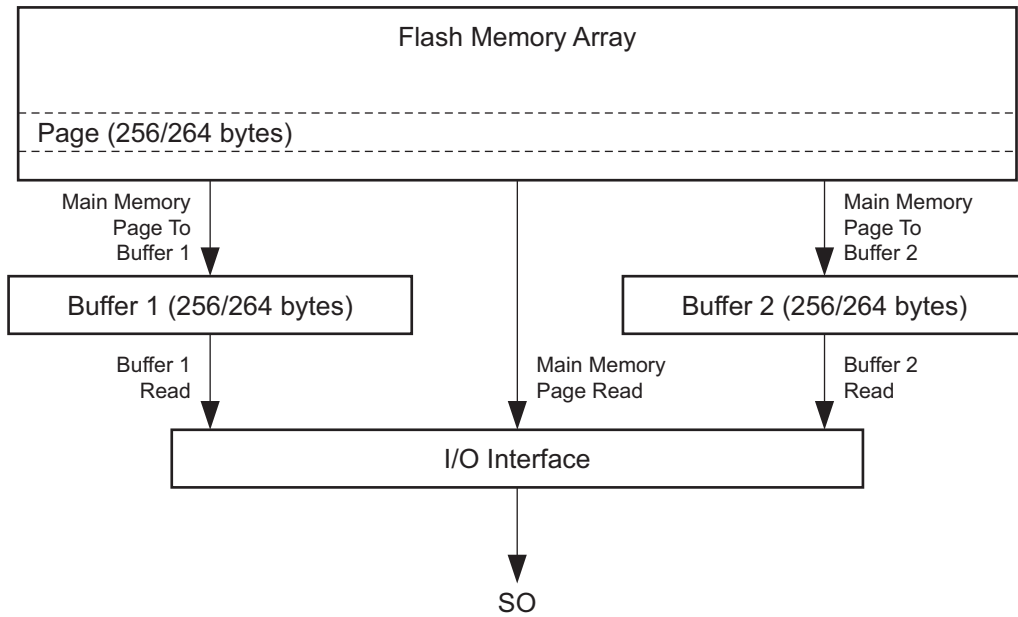 Flash Memory Array
Page (256/264 bytes)
Main Memory
Page To
Buffer 1
Main Memory
Page To
Buffer 2
Buffer 1 (256/264 bytes)
Buffer 2 (256/264 bytes)
Buffer 1
Read
Main Memory
Page Read
Buffer 2
Read
I/O Interface
SO